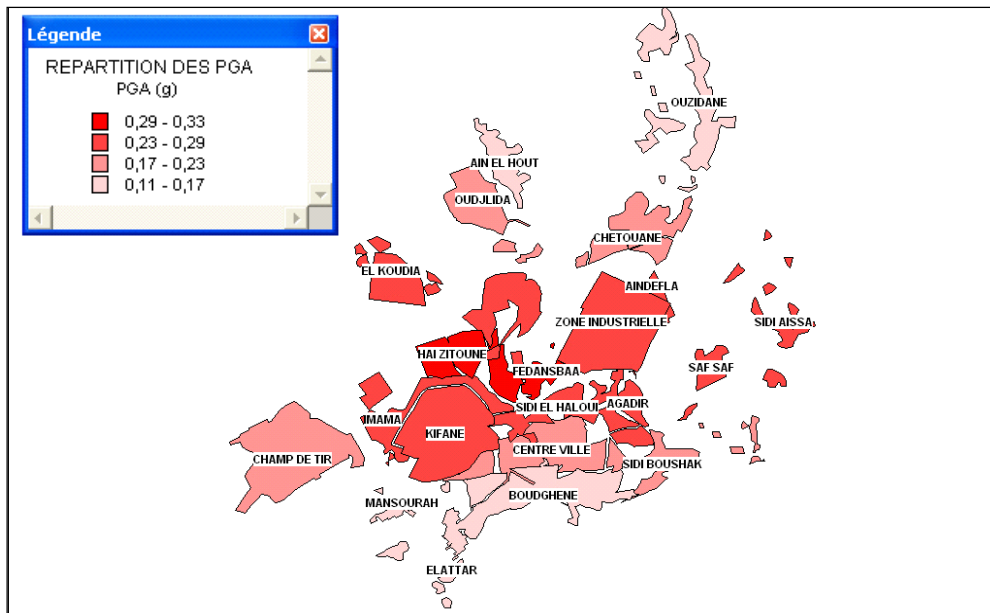 Légende
REPARTITION DES PGA
PGA (g)
0,29 - 0,33
0,23 - 0,29
0,17 - 0,23
0,11 - 0,17
OUZIDANE
AIN EL HOUT
OUDJLIDA
CHETOUANE
EL KOUDIA
AINDEFLA
ZONE INDUSTRIELLE
SIDI AISSA
HAI ZITOUNE
FEDANSBAA
SAF SAF
SIDI EL HALOUI
AGADIR
IMAMA
KIFANE
CENTRE VILLE
CHAMP DE TIR
SIDI BOUSHAK
MANSOURAH
BOUDGHENE
ELATTAR